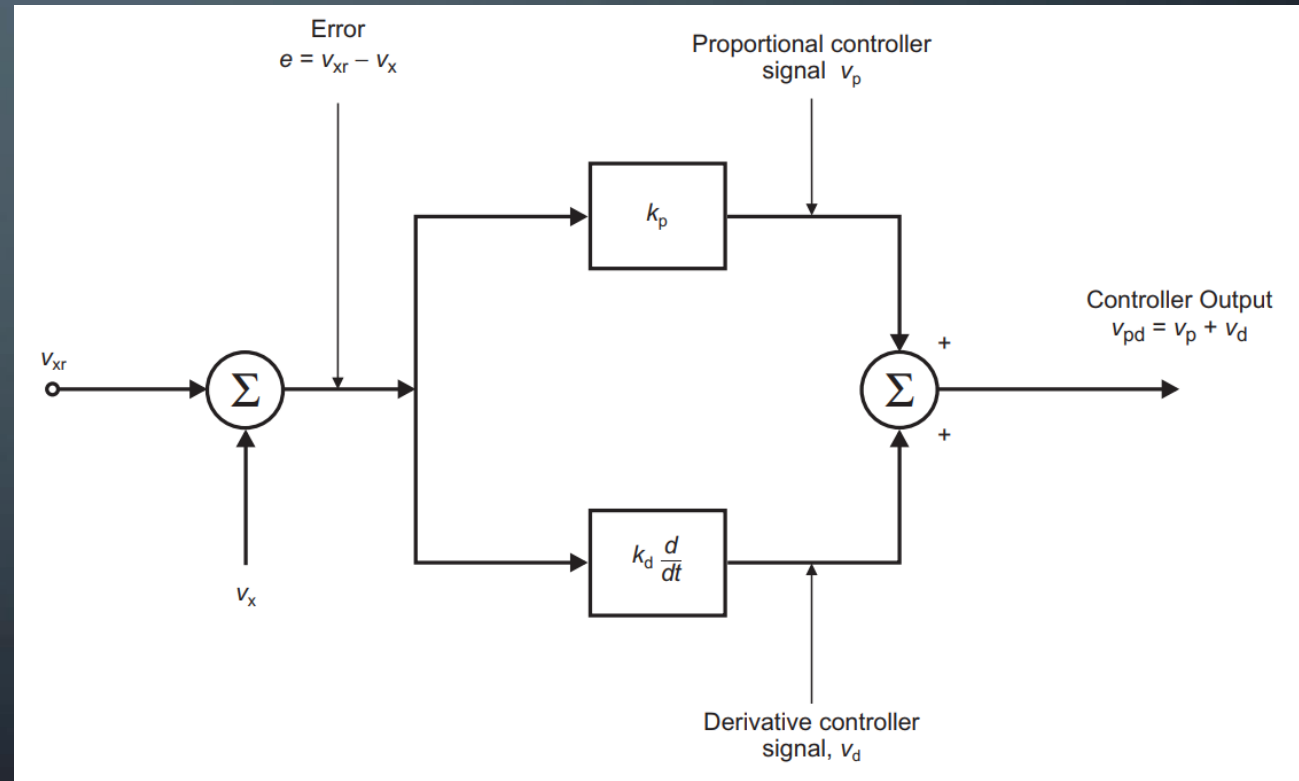 Error
e = vxr – vx
Proportional controller
signal vp
kp
Controller Output
vpd = vp + vd
+
vxr
Σ
Σ
+
kd d/dt
vx
Derivative controller
signal, vd